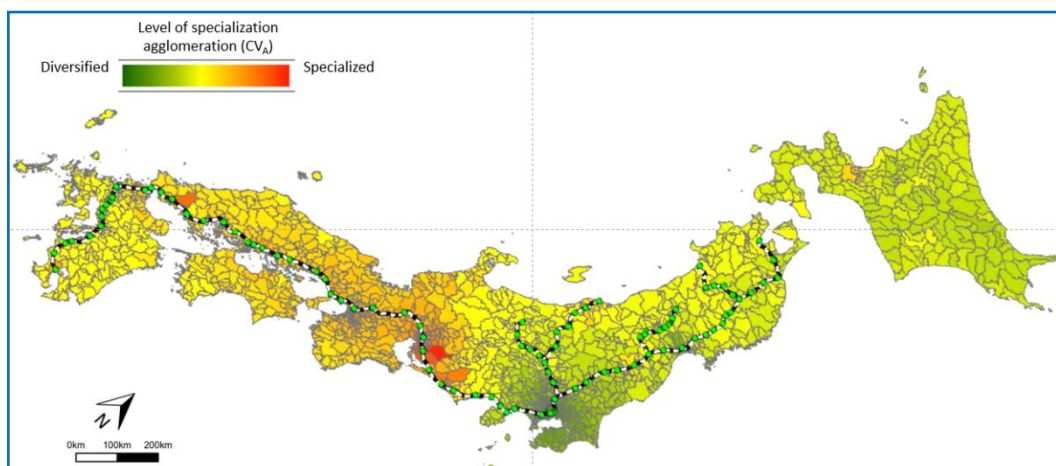 Level of specialization
agglomeration (CVA)
Diversified
Specialized
N
0km 100km 200km